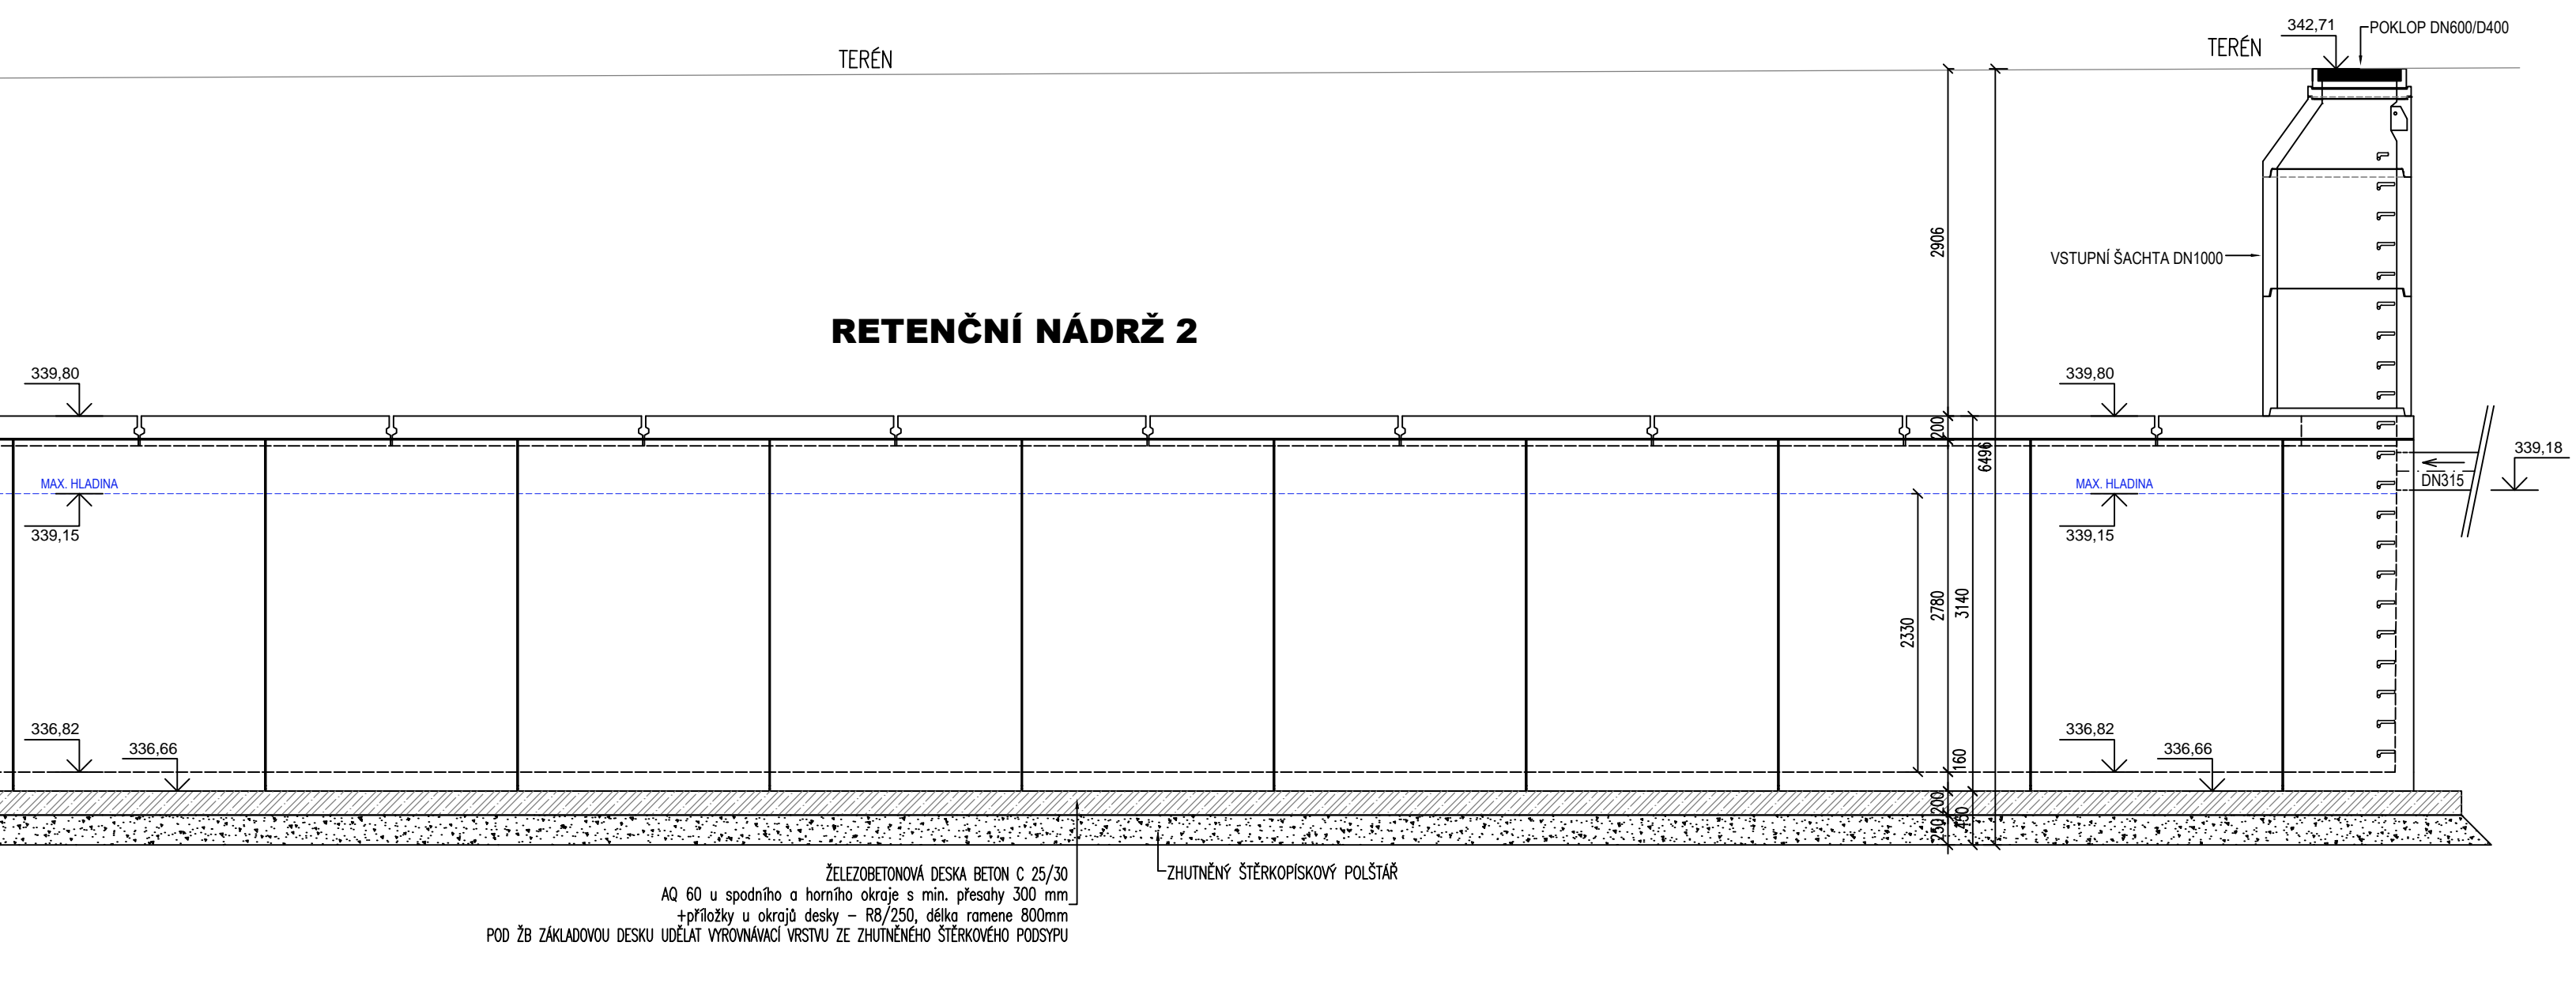 342,71
POKLOP DN600/D400
TERÉN
TERÉN
2906
VSTUPNÍ ŠACHTA DN1000
RETENČNÍ NÁDRŽ 2
339,80
339,80
200
6496
339,18
MAX. HLADINA
MAX. HLADINA
DN315
339,15
339,15
2330
2780
3140
336,82
336,66
336,82
336,66
160
200
250
ŽELEZOBETONOVÁ DESKA BETON C 25/30
ZHUTNĚNÝ ŠTĚRKOPÍSKOVÝ POLŠTÁŘ
AQ 60 u spodního a horního okraje s min. přesahy 300 mm
+příložky u okrajů desky – R8/250, délka ramene 800mm
POD ŽB ZÁKLADOVOU DESKU UDĚLAT VYROVNÁVACÍ VRSTVU ZE ZHUTNĚNÉHO ŠTĚRKOVÉHO PODSYPU